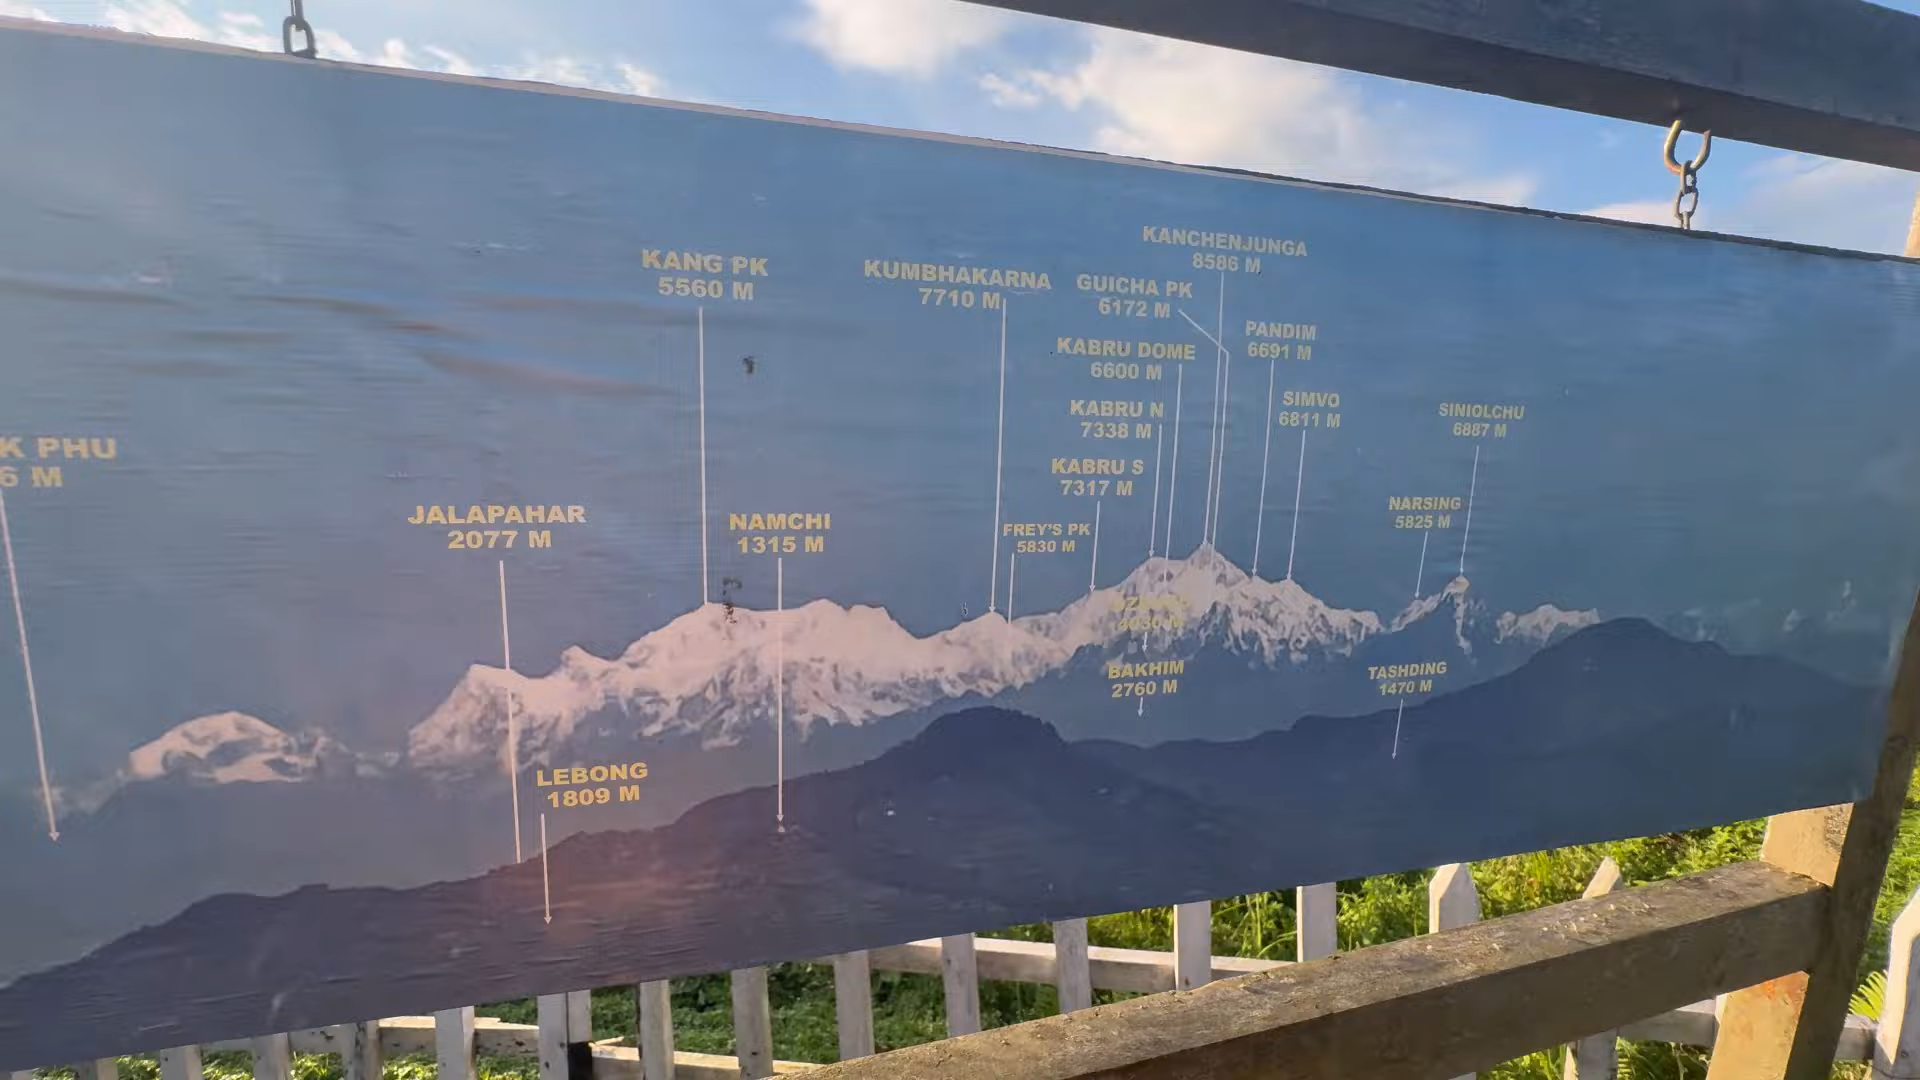 KANCHENJUNGA
8586 M
KANG PK
5560 M
KUMBHAKARNA
7710 M
GUICHA PK
6172 M
PANDIM
6691 M
KABRU DOME
6600 M
SIMVO
6811 M
KABRU N
7338 M
SINIOLCHU
6887 M
K PHU
6 M
KABRU S
7317 M
NARSING
5825 M
JALAPAHAR
2077 M
NAMCHI
1315 M
FREY'S PK
5830 M
4030 M
BAKHIM
2760 M
TASHDING
1470 M
LEBONG
1809 M